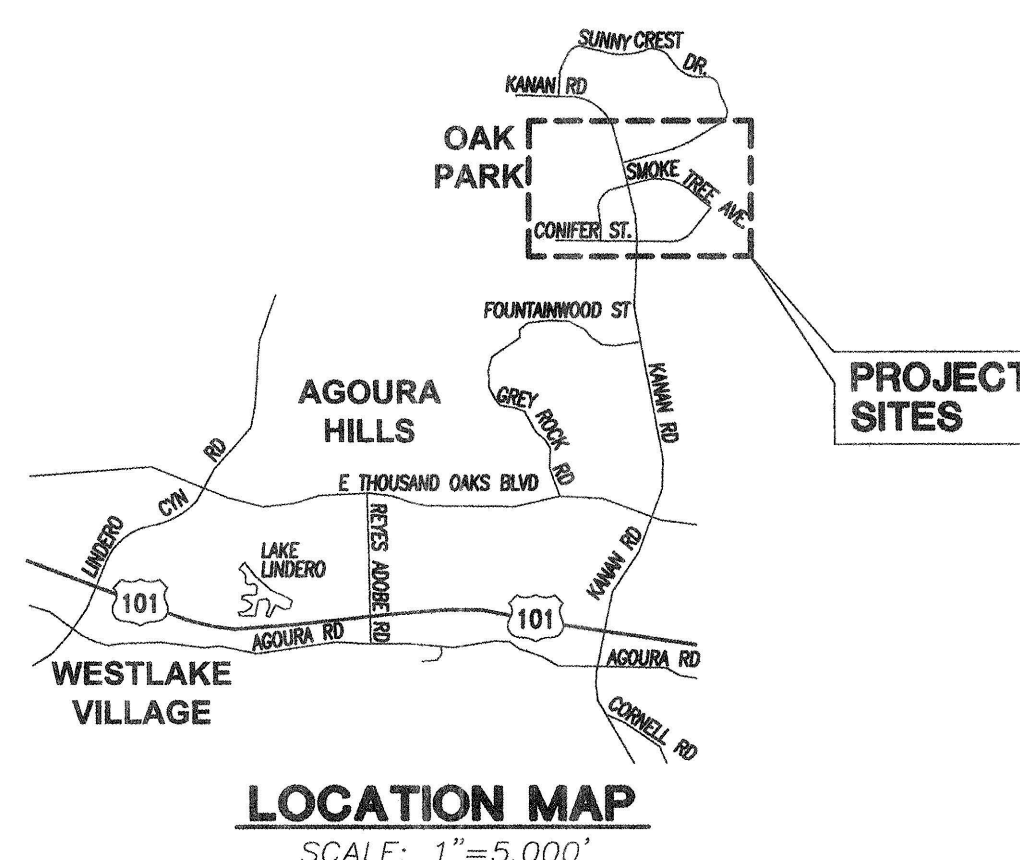 SUNNYCREST DR.
KANAN RD
OAK
PARK
SMOKE TREE AVE.
CONIFER ST.
FOUNTAINWOOD ST
KANAN RD
PROJECT
SITES
AGOURA
HILLS
GREY ROCK RD
E THOUSAND OAKS BLVD
LINDERO CYN RD
REYES ADOBE RD
LAKE
LINDERO
KANAN RD
101
101
AGOURA RD
AGOURA RD
WESTLAKE
VILLAGE
CORNELL RD
LOCATION MAP
SCALE: 1"=5,000'